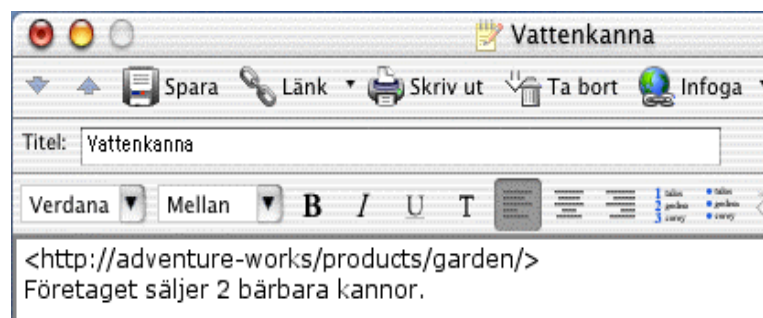 Vattenkanna
Spara Länk Skriv ut Ta bort Infoga
Titel: Vattenkanna
Verdana Mellan B I U T
<http://adventure-works/products/garden/>
Företaget säljer 2 bärbara kannor.